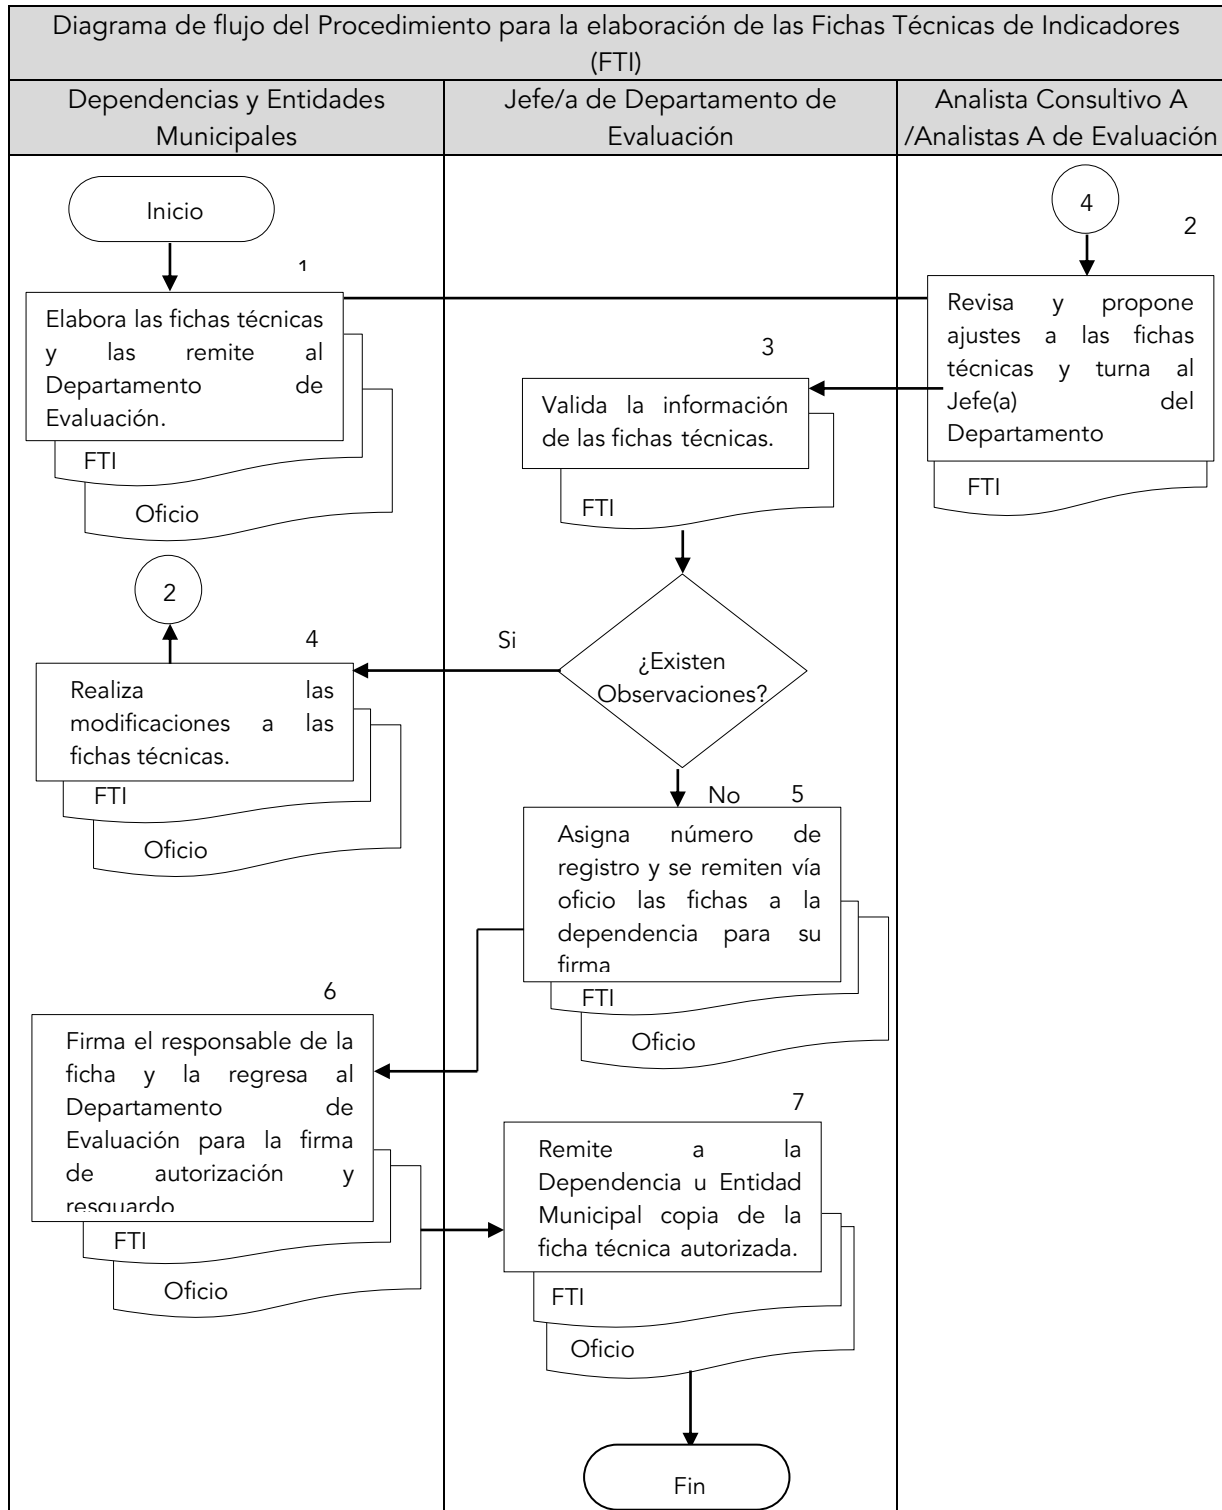 Diagrama de flujo del Procedimiento para la elaboración de las Fichas Técnicas de Indicadores
(FTI)
Dependencias y Entidades
Municipales
Jefe/a de Departamento de
Evaluación
Analista Consultivo A
/Analistas A de Evaluación
Inicio
1
Elabora las fichas técnicas
y las remite al
Departamento de
Evaluación.
FTI
Oficio
4
2
Revisa y propone
ajustes a las fichas
técnicas y turna al
Jefe(a) del
Departamento
FTI
3
Valida la información
de las fichas técnicas.
FTI
¿Existen
Observaciones?
Si
2
4
Realiza las
modificaciones a las
fichas técnicas.
FTI
Oficio
No
5
Asigna número de
registro y se remiten vía
oficio las fichas a la
dependencia para su
firma
FTI
Oficio
6
Firma el responsable de la
ficha y la regresa al
Departamento de
Evaluación para la firma
de autorización y
resguardo
FTI
Oficio
7
Remite a la
Dependencia u Entidad
Municipal copia de la
ficha técnica autorizada.
FTI
Oficio
Fin